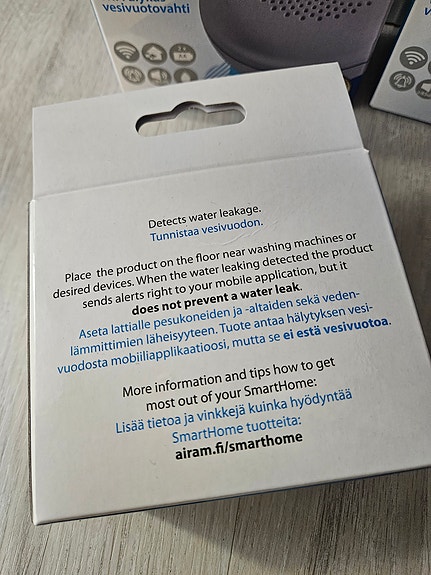 vesivuotovahti
Detects water leakage.
Tunnistaa vesivuodon.
Place the product on the floor near washing machines or
desired devices. When the water leaking detected the product
sends alerts right to your mobile application, but it
does not prevent a water leak.
Aseta lattialle pesukoneiden ja -altaiden sekä veden-
lämmittimien läheisyyteen. Tuote antaa hälytyksen vesi-
vuodosta mobiiliapplikaatioosi, mutta se ei estä vesivuotoa.
More information and tips how to get
most out of your SmartHome:
Lisää tietoa ja vinkkejä kuinka hyödyntää
SmartHome tuotteita:
airam.fi/smarthome